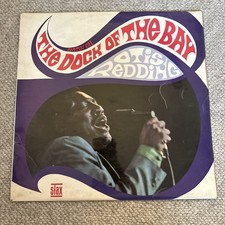 THE DOCK OF THE BAY
OTIS
REDDING
STAX